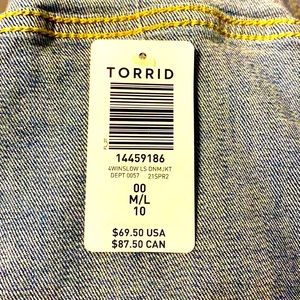 TORRID
14459186
4WINSLOW LS DNMJKT
DEPT 0057 21SPR2
00
M/L
10
$69.50 USA
$87.50 CAN